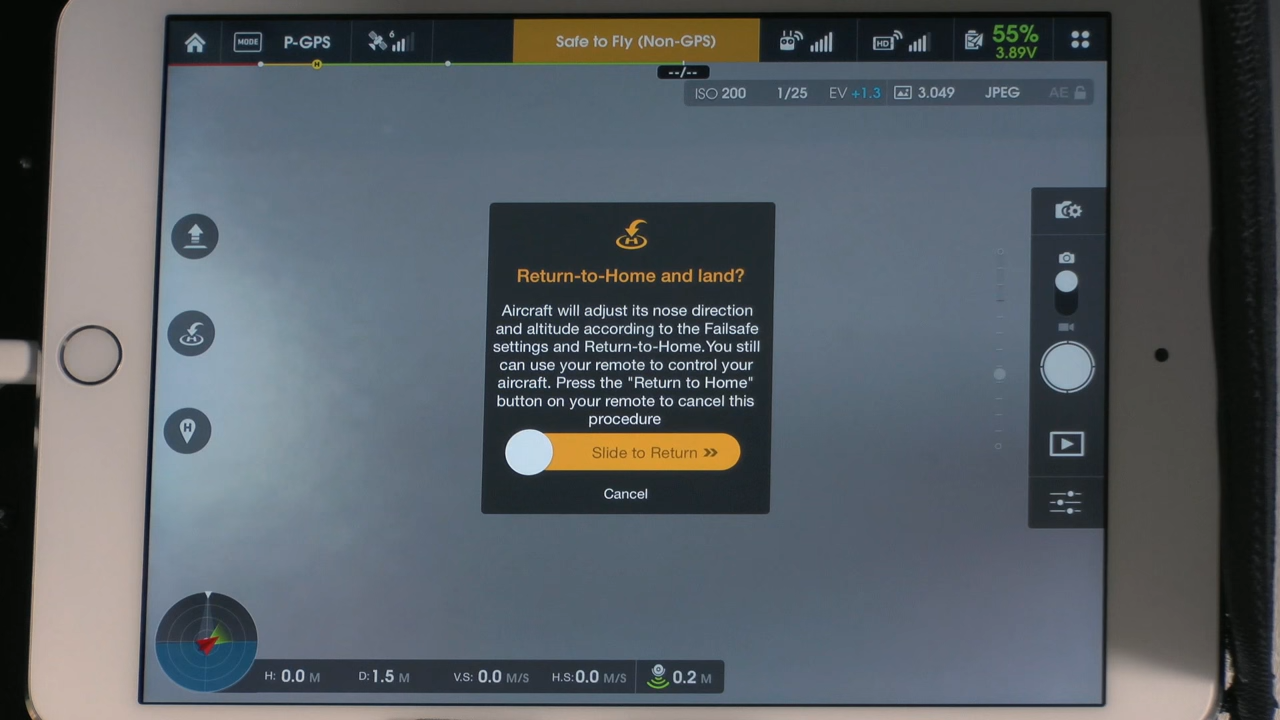 MODE P-GPS 6 Safe to Fly (Non-GPS) HD 55%
3.89V
H
--/--
ISO 200 1/25 EV +1.3 3.049 JPEG AE
H
Return-to-Home and land?
Aircraft will adjust its nose direction
and altitude according to the Failsafe
settings and Return-to-Home.You still
can use your remote to control your
aircraft. Press the "Return to Home"
button on your remote to cancel this
procedure
Slide to Return »
Cancel
H
H
H: 0.0 M D: 1.5 M V.S: 0.0 M/S H.S: 0.0 M/S 0.2 M